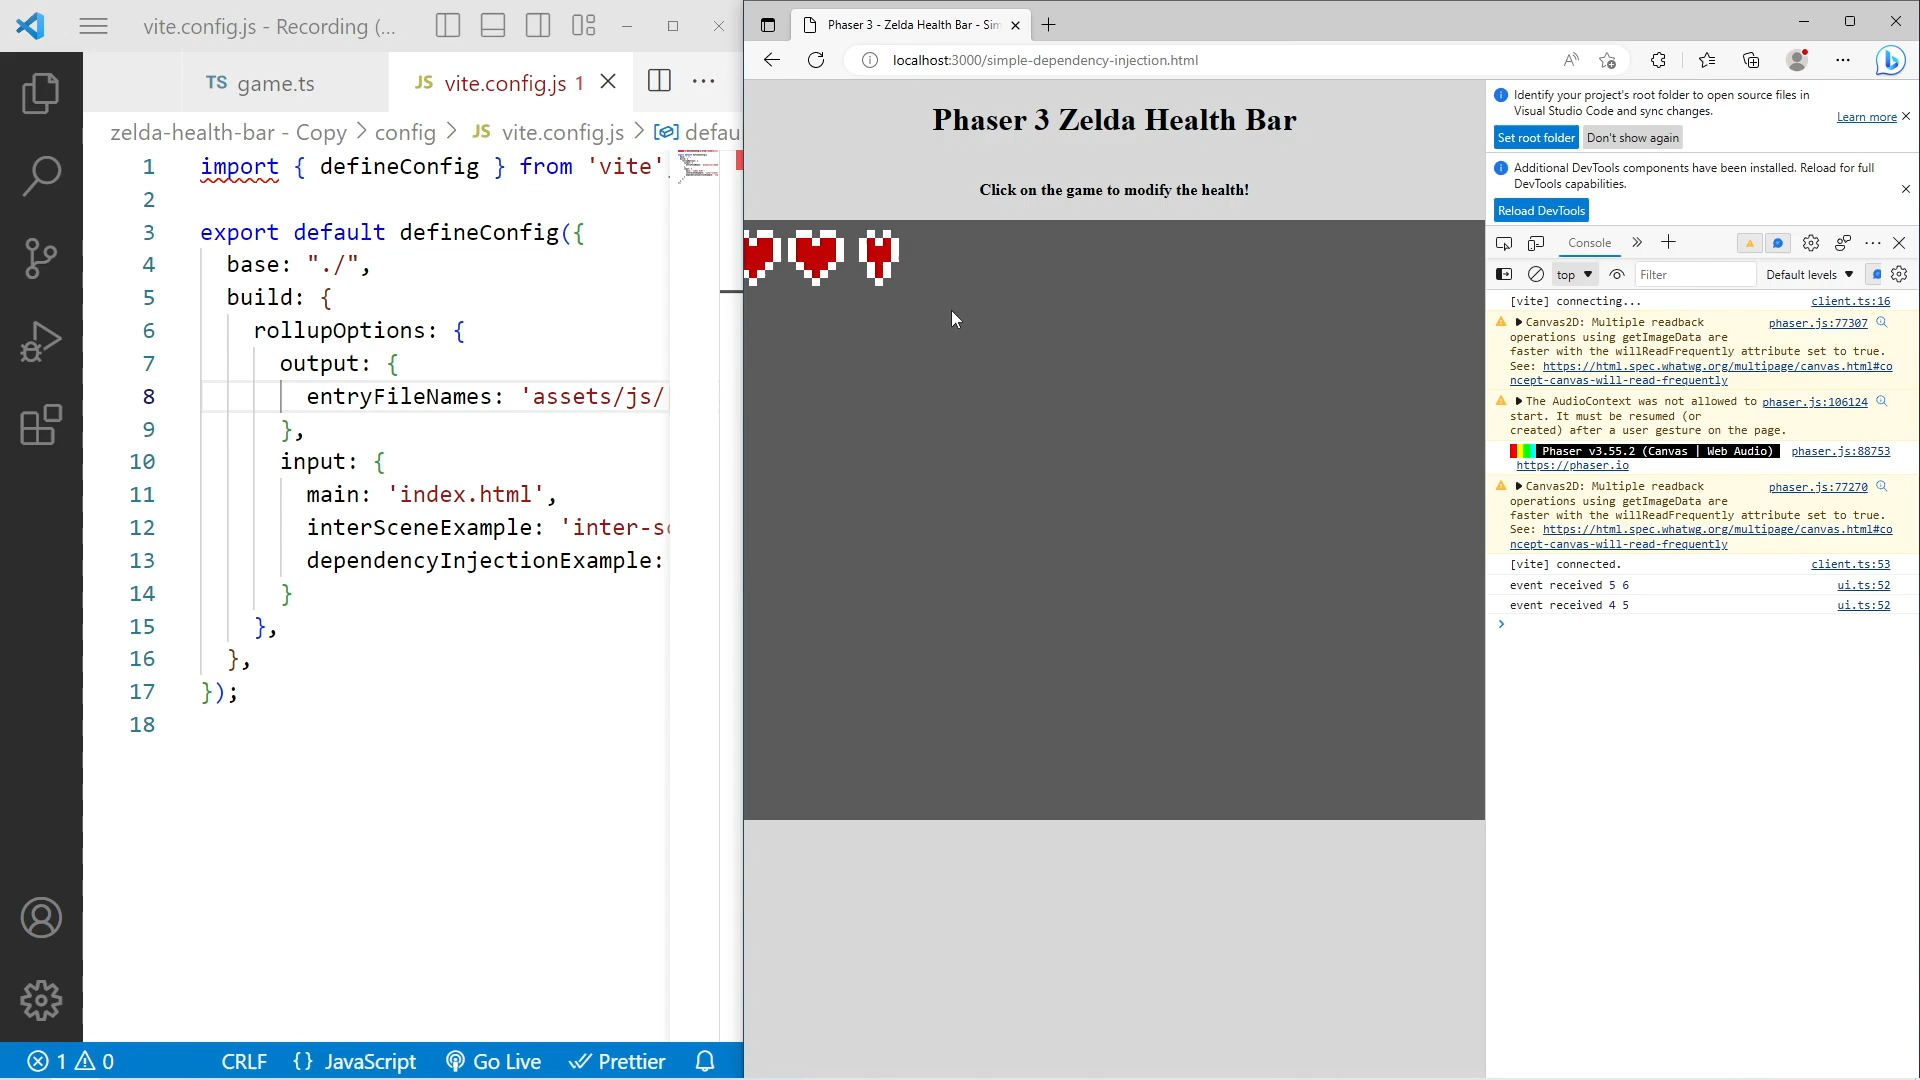 vite.config.js - Recording (...
TS game.ts
JS vite.config.js 1
zelda-health-bar - Copy > config > JS vite.config.js > defau
1 import { defineConfig } from 'vite'
2
3 export default defineConfig({
4 base: "./",
5 build: {
6 rollupOptions: {
7 output: {
8 entryFileNames: 'assets/js/
9 },
10 input: {
11 main: 'index.html',
12 interSceneExample: 'inter-sc
13 dependencyInjectionExample:
14 }
15 },
16 },
17 });
18
1 0 CRLF {} JavaScript Go Live Prettier
Phaser 3 - Zelda Health Bar - Sim
localhost:3000/simple-dependency-injection.html
Phaser 3 Zelda Health Bar
Click on the game to modify the health!
Identify your project's root folder to open source files in
Visual Studio Code and sync changes.
Learn more
Set root folder Don't show again
Additional DevTools components have been installed. Reload for full
DevTools capabilities.
Reload DevTools
Console
top Filter Default levels
[vite] connecting... client.ts:16
Canvas2D: Multiple readback phaser.js:77307
operations using getImageData are
faster with the willReadFrequently attribute set to true.
See: https://html.spec.whatwg.org/multipage/canvas.html#co
ncept-canvas-will-read-frequently
The AudioContext was not allowed to phaser.js:106124
start. It must be resumed (or
created) after a user gesture on the page.
Phaser v3.55.2 (Canvas | Web Audio) phaser.js:88753
https://phaser.io
Canvas2D: Multiple readback phaser.js:77270
operations using getImageData are
faster with the willReadFrequently attribute set to true.
See: https://html.spec.whatwg.org/multipage/canvas.html#co
ncept-canvas-will-read-frequently
[vite] connected. client.ts:53
event received 5 6 ui.ts:52
event received 4 5 ui.ts:52